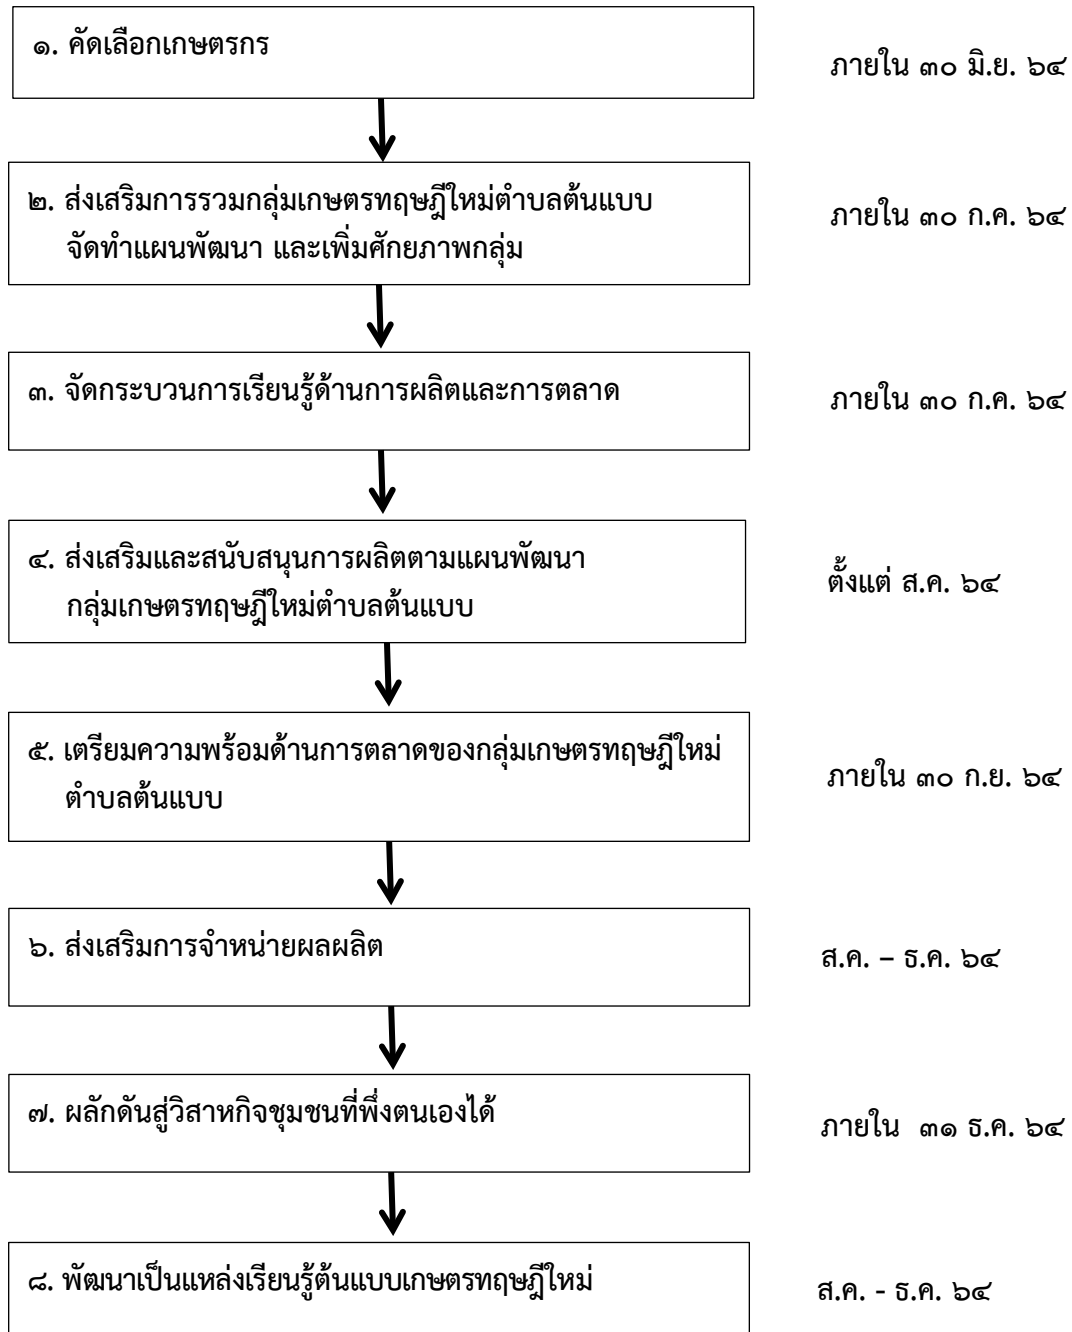 ๑. คัดเลือกเกษตรกร
ภายใน ๓๐ มิ.ย. ๖๔
๒. ส่งเสริมการรวมกลุ่มเกษตรทฤษฎีใหม่ตำบลต้นแบบ
จัดทำแผนพัฒนา และเพิ่มศักยภาพกลุ่ม
ภายใน ๓๐ ก.ค. ๖๔
๓. จัดกระบวนการเรียนรู้ด้านการผลิตและการตลาด
ภายใน ๓๐ ก.ค. ๖๔
๔. ส่งเสริมและสนับสนุนการผลิตตามแผนพัฒนา
กลุ่มเกษตรทฤษฎีใหม่ตำบลต้นแบบ
ตั้งแต่ ส.ค. ๖๔
๕. เตรียมความพร้อมด้านการตลาดของกลุ่มเกษตรทฤษฎีใหม่
ตำบลต้นแบบ
ภายใน ๓๐ ก.ย. ๖๔
๖. ส่งเสริมการจำหน่ายผลผลิต
ส.ค. – ธ.ค. ๖๔
๗. ผลักดันสู่วิสาหกิจชุมชนที่พึ่งตนเองได้
ภายใน ๓๑ ธ.ค. ๖๔
๘. พัฒนาเป็นแหล่งเรียนรู้ต้นแบบเกษตรทฤษฎีใหม่
ส.ค. - ธ.ค. ๖๔